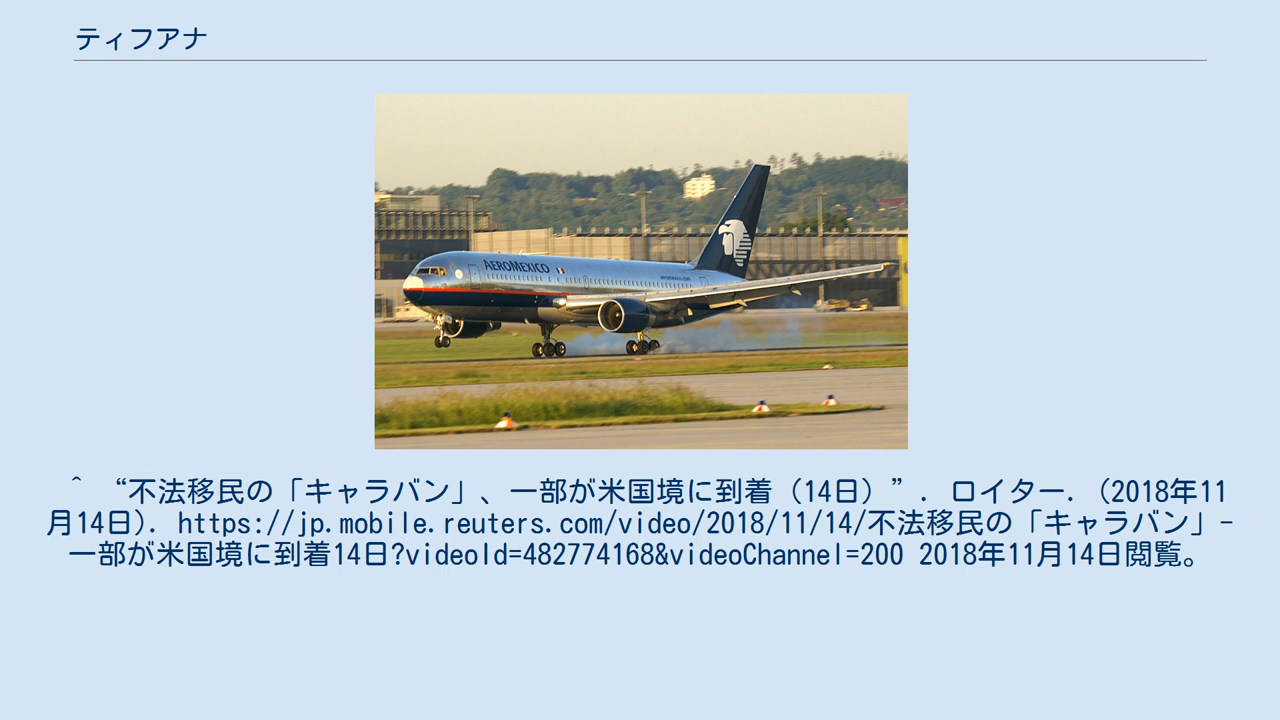 ティフアナ
AEROMEXICO
^ “不法移民の「キャラバン」、一部が米国境に到着（14日）”. ロイター. (2018年11
月14日). https://jp.mobile.reuters.com/video/2018/11/14/不法移民の「キャラバン」-
一部が米国境に到着14日?videoId=482774168&videoChannel=200 2018年11月14日閲覧。